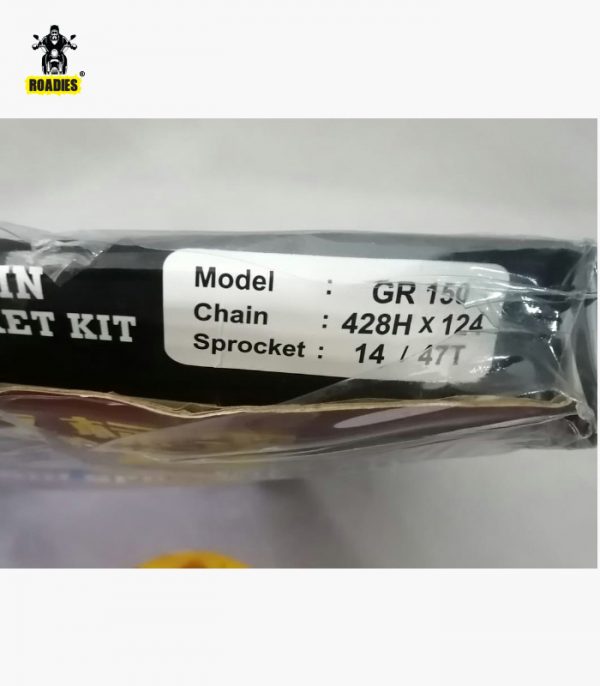 ROADIES
IN
ET KIT
Model : GR 150
Chain : 428H X 124
Sprocket : 14 / 47T